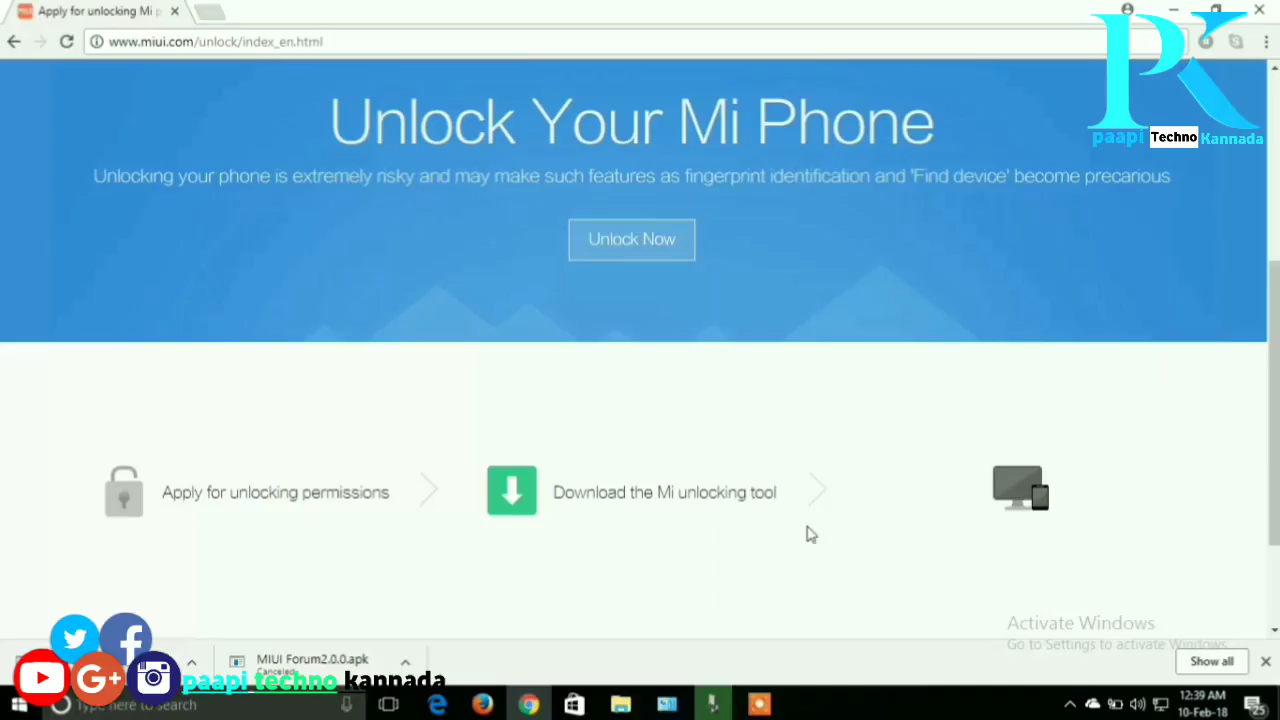 Apply for unlocking Mi p
www.miui.com/unlock/index_en.html
paapi Techno Kannada
Unlock Your Mi Phone
Unlocking your phone is extremely risky and may make such features as fingerprint identification and 'Find device' become precarious
Unlock Now
Apply for unlocking permissions
Download the Mi unlocking tool
Activate Windows
Go to Settings to activate Windows.
MIUI Forum2.0.0.apk
Canceled
Show all
paapi techno kannada
Type here to search
12:39 AM
10-Feb-18
25